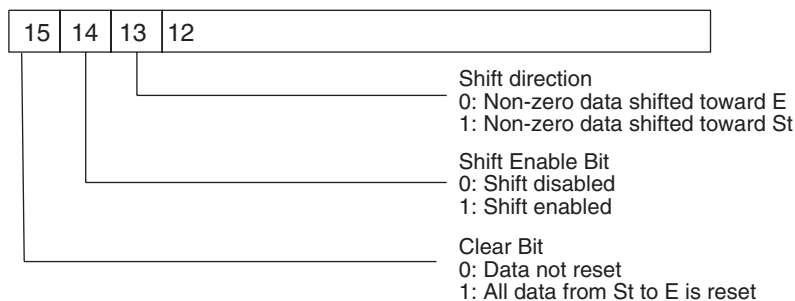 15 14 13 12
Shift direction
0: Non-zero data shifted toward E
1: Non-zero data shifted toward St
Shift Enable Bit
0: Shift disabled
1: Shift enabled
Clear Bit
0: Data not reset
1: All data from St to E is reset